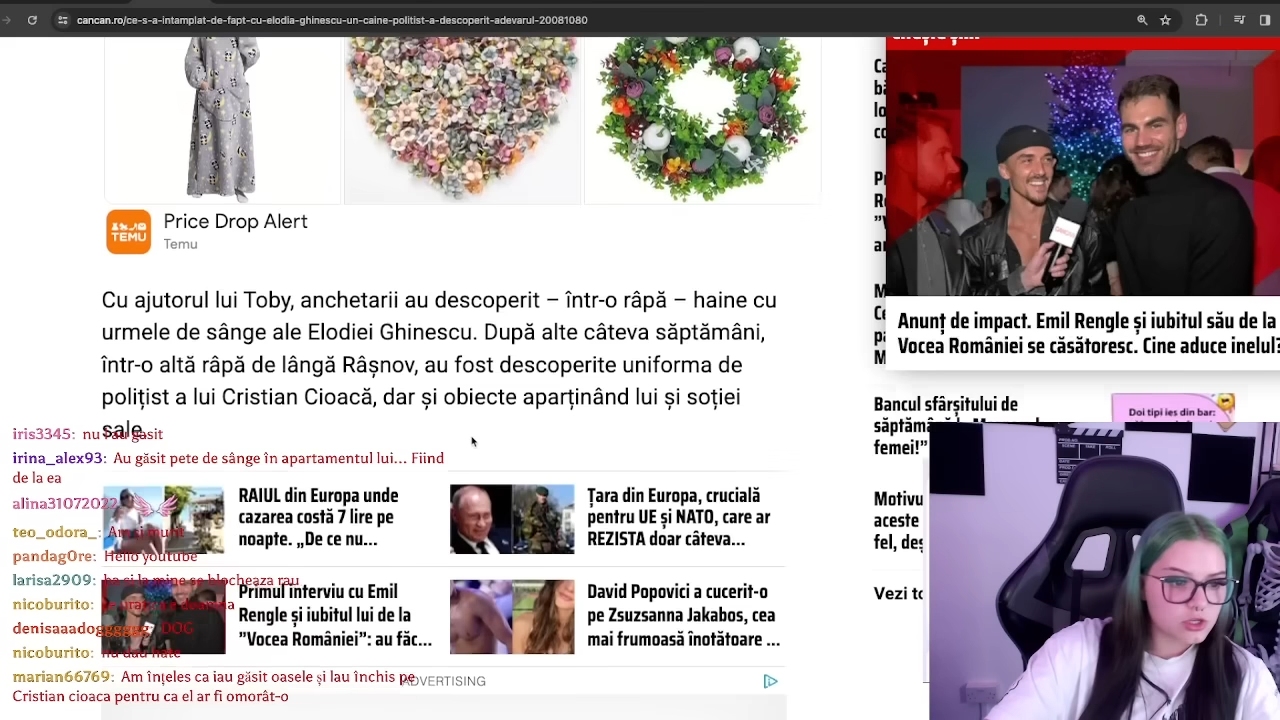 cancan.ro/ce-s-a-intamplat-de-fapt-cu-elodia-ghinescu-un-caine-politist-a-descoperit-adevarul-20081080
TEMU
Price Drop Alert
Temu
Cu ajutorul lui Toby, anchetarii au descoperit – într-o râpă – haine cu
urmele de sânge ale Elodiei Ghinescu. După alte câteva săptămâni,
într-o altă râpă de lângă Râșnov, au fost descoperite uniforma de
polițist a lui Cristian Cioacă, dar și obiecte aparținând lui și soției
sale.
iris3345: nu l-au gasit
irina_alex93: Au găsit pete de sânge în apartamentul lui... Fiind
de la ea
alina31072022
teo_odora_: Am si murit
pandag0re: Hello youtube
larisa2909: ba si la mine se blocheaza rau
nicoburito:
denisaaadogggggg: DOG
nicoburito: nu dau hate
marian66769: Am înțeles ca iau găsit oasele și lau închis pe
Cristian cioaca pentru ca el ar fi omorât-o
RAIUL din Europa unde
cazarea costă 7 lire pe
noapte. „De ce nu...
Țara din Europa, crucială
pentru UE și NATO, care ar
REZISTA doar câteva...
Primul interviu cu Emil
Rengle și iubitul lui de la
”Vocea României”: au făc...
David Popovici a cucerit-o
pe Zsuzsanna Jakabos, cea
mai frumoasă înotătoare ...
ADVERTISING
Anunț de impact. Emil Rengle și iubitul său de la
Vocea României se căsătoresc. Cine aduce inelul?
Bancul sfârșitului de
femei!”
Doi tipi ies din bar:
Motivu
aceste
fel, deș
Vezi to